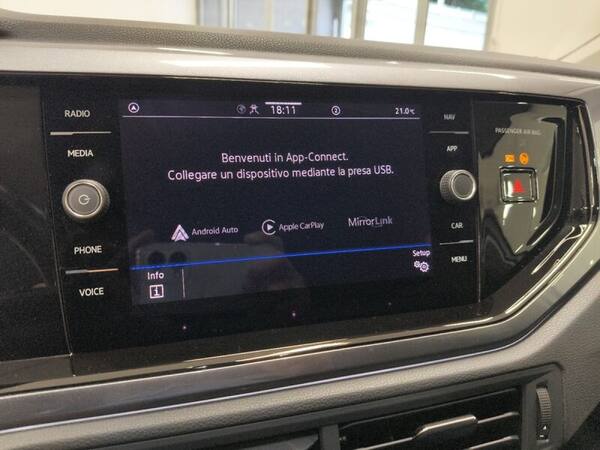 RADIO
MEDIA
PHONE
VOICE
18:11
2
21.0°C
Benvenuti in App-Connect.
Collegare un dispositivo mediante la presa USB.
Android Auto
Apple CarPlay
MirrorLink
Info
i
Setup
NAV
APP
CAR
MENU
PASSENGER AIR BAG